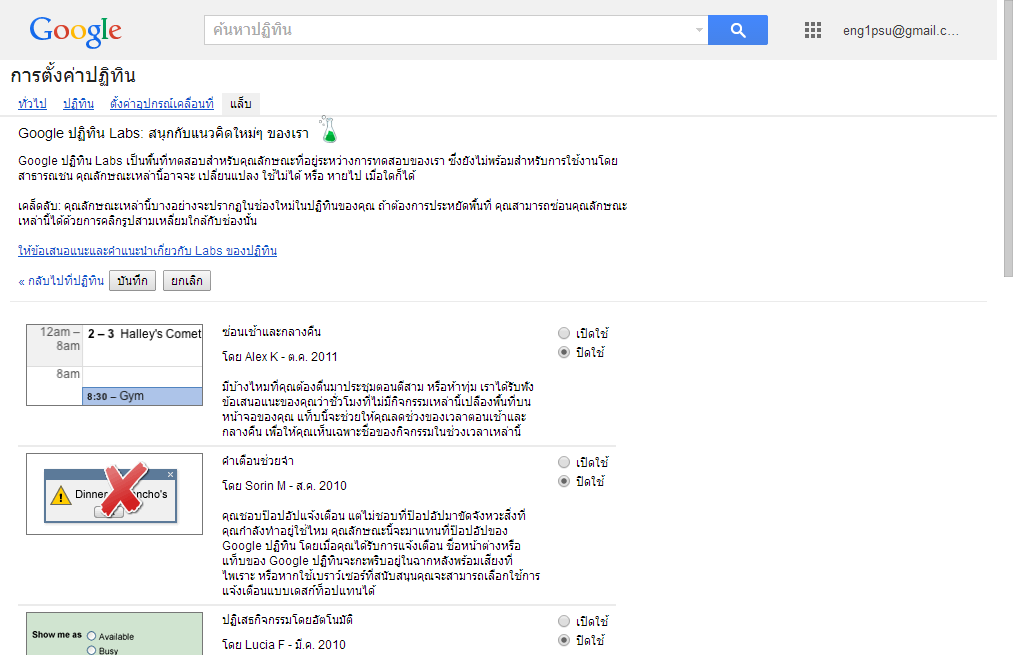 Google
ค้นหาปฏิทิน
eng1psu@gmail.c...
การตั้งค่าปฏิทิน
ทั่วไป ปฏิทิน ตั้งค่าอุปกรณ์เคลื่อนที่ แล็บ
Google ปฏิทิน Labs: สนุกกับแนวคิดใหม่ๆ ของเรา
Google ปฏิทิน Labs เป็นพื้นที่ทดสอบสำหรับคุณลักษณะที่อยู่ระหว่างการทดสอบของเรา ซึ่งยังไม่พร้อมสำหรับการใช้งานโดย
สาธารณชน คุณลักษณะเหล่านี้อาจจะ เปลี่ยนแปลง ใช้ไม่ได้ หรือ หายไป เมื่อใดก็ได้
เคล็ดลับ: คุณลักษณะเหล่านี้บางอย่างจะปรากฏในช่องใหม่ในปฏิทินของคุณ ถ้าต้องการประหยัดพื้นที่ คุณสามารถซ่อนคุณลักษณะ
เหล่านี้ได้ด้วยการคลิกรูปสามเหลี่ยมใกล้กับช่องนั้น
ให้ข้อเสนอแนะและคำแนะนำเกี่ยวกับ Labs ของปฏิทิน
« กลับไปที่ปฏิทิน บันทึก ยกเลิก
12am –
8am
2 – 3 Halley's Comet
8am
8:30 – Gym
ซ่อนเช้าและกลางคืน
โดย Alex K - ต.ค. 2011
มีบ้างไหมที่คุณต้องตื่นมาประชุมตอนตีสาม หรือห้าทุ่ม เราได้รับฟัง
ข้อเสนอแนะของคุณว่าชั่วโมงที่ไม่มีกิจกรรมเหล่านี้เปลืองพื้นที่บน
หน้าจอของคุณ แท็บนี้จะช่วยให้คุณลดช่วงของเวลาตอนเช้าและ
กลางคืน เพื่อให้คุณเห็นเฉพาะชื่อของกิจกรรมในช่วงเวลาเหล่านี้
เปิดใช้
ปิดใช้
Dinner ncho's
คำเตือนช่วยจำ
โดย Sorin M - ส.ค. 2010
คุณชอบป๊อปอัปแจ้งเตือน แต่ไม่ชอบที่ป๊อปอัปมาขัดจังหวะสิ่งที่
คุณกำลังทำอยู่ใช่ไหม คุณลักษณะนี้จะมาแทนที่ป๊อปอัปของ
Google ปฏิทิน โดยเมื่อคุณได้รับการแจ้งเตือน ชื่อหน้าต่างหรือ
แท็บของ Google ปฏิทินจะกะพริบอยู่ในฉากหลังพร้อมเสียงที่
ไพเราะ หรือหากใช้เบราว์เซอร์ที่สนับสนุนคุณจะสามารถเลือกใช้การ
แจ้งเตือนแบบเดสก์ท็อปแทนได้
เปิดใช้
ปิดใช้
Show me as Available
Busy
ปฏิเสธกิจกรรมโดยอัตโนมัติ
โดย Lucia F - มี.ค. 2010
เปิดใช้
ปิดใช้